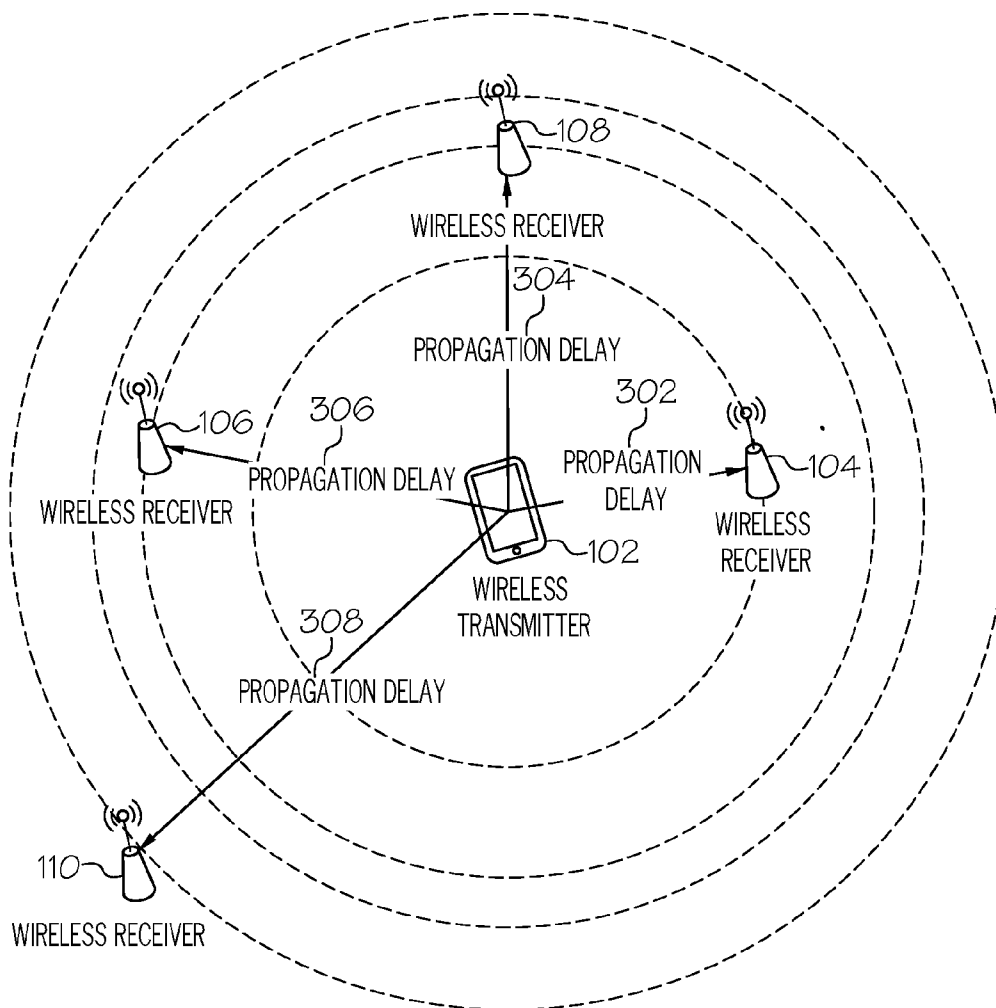 108
WIRELESS RECEIVER
304
PROPAGATION DELAY
306
PROPAGATION DELAY
106
WIRELESS RECEIVER
302
PROPAGATION
DELAY
104
WIRELESS
RECEIVER
102
WIRELESS
TRANSMITTER
308
PROPAGATION DELAY
110
WIRELESS RECEIVER